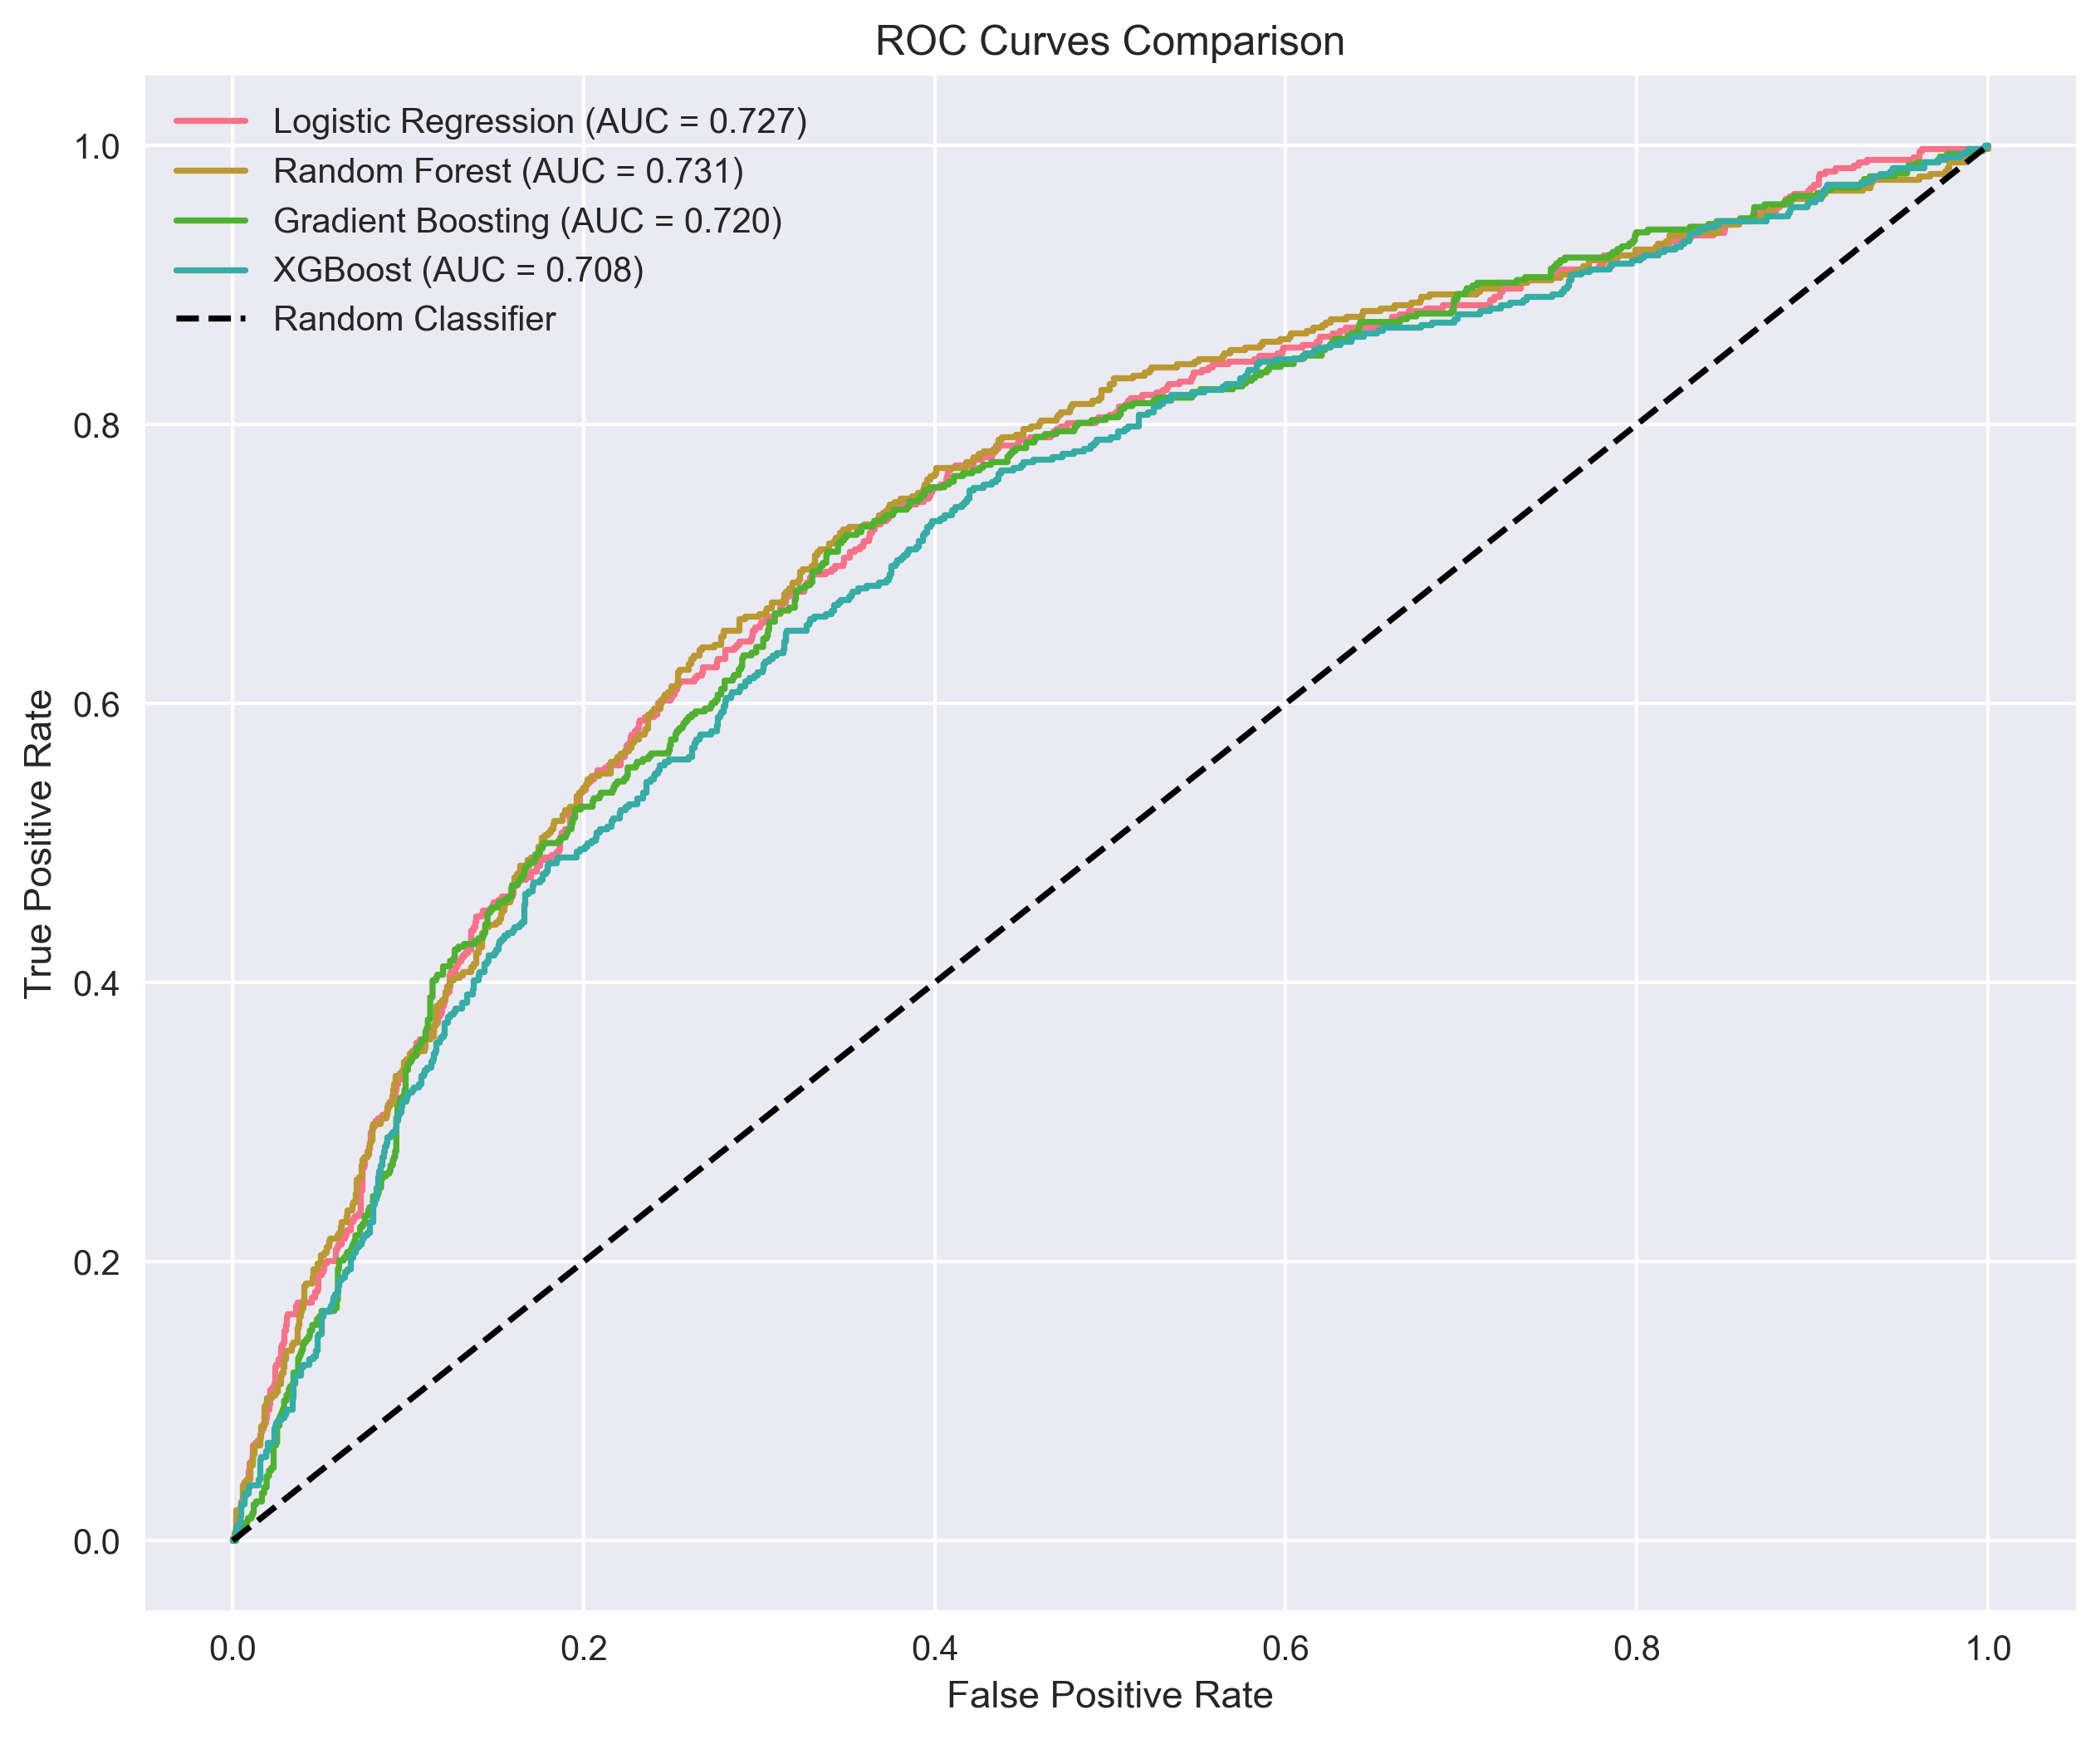 ROC Curves Comparison
Logistic Regression (AUC = 0.727)
Random Forest (AUC = 0.731)
Gradient Boosting (AUC = 0.720)
XGBoost (AUC = 0.708)
Random Classifier
True Positive Rate
1.0
0.8
0.6
0.4
0.2
0.0
0.0 0.2 0.4 0.6 0.8 1.0
False Positive Rate